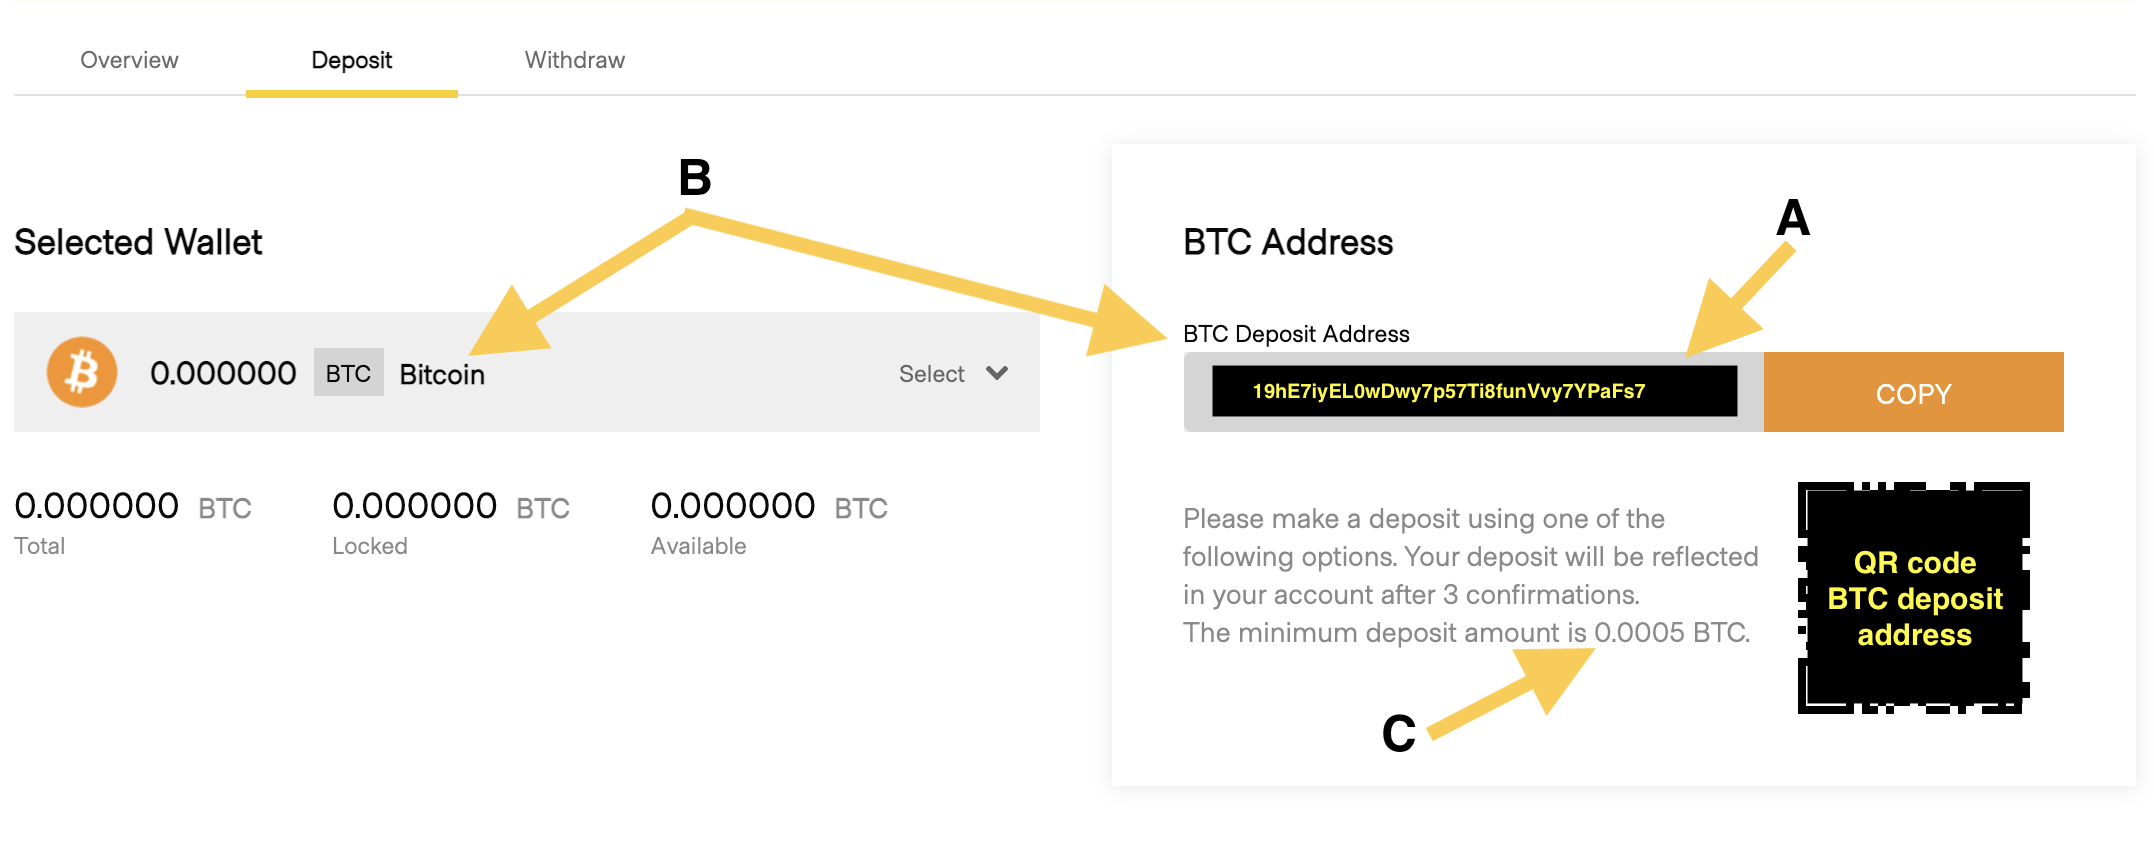 Overview Deposit Withdraw
B
A
Selected Wallet
0.000000 BTC Bitcoin Select
0.000000 BTC 0.000000 BTC 0.000000 BTC
Total Locked Available
BTC Address
BTC Deposit Address
19hE7iyEL0wDwy7p57Ti8funVvy7YPaFs7 COPY
Please make a deposit using one of the
following options. Your deposit will be reflected
in your account after 3 confirmations.
The minimum deposit amount is 0.0005 BTC.
QR code
BTC deposit
address
C